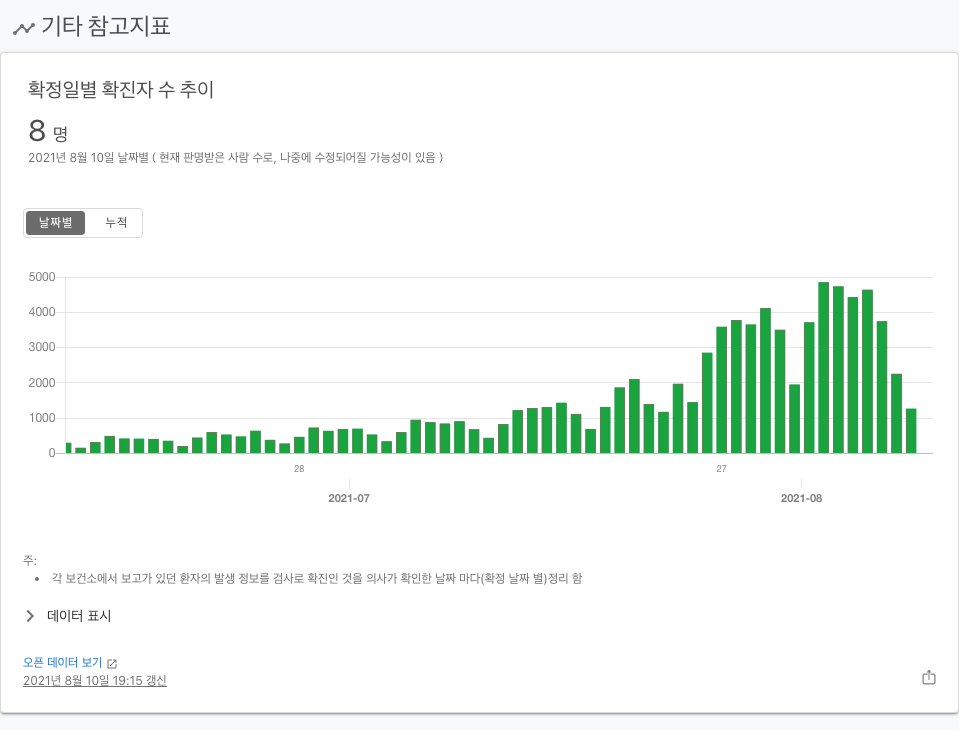 기타 참고지표
확정일별 확진자 수 추이
8 명
2021년 8월 10일 날짜별 ( 현재 판명받은 사람 수로, 나중에 수정되어질 가능성이 있음 )
날짜별 누적
5000
4000
3000
2000
1000
0
28 27
2021-07 2021-08
주:
• 각 보건소에서 보고가 있던 환자의 발생 정보를 검사로 확진인 것을 의사가 확인한 날짜 마다(확정 날짜 별)정리 함
데이터 표시
오픈 데이터 보기
2021년 8월 10일 19:15 갱신